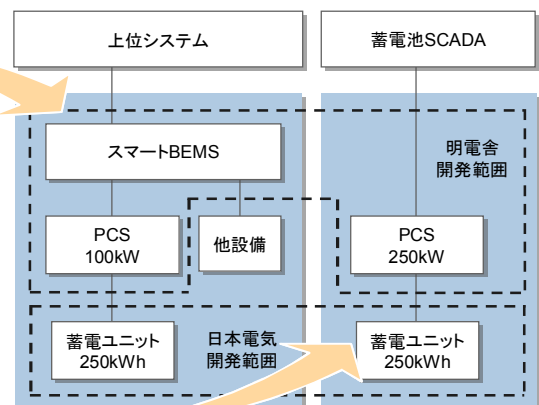 上位システム
蓄電池SCADA
スマートBEMS
明電舎
開発範囲
PCS
100kW
他設備
PCS
250kW
蓄電ユニット
250kWh
日本電気
開発範囲
蓄電ユニット
250kWh